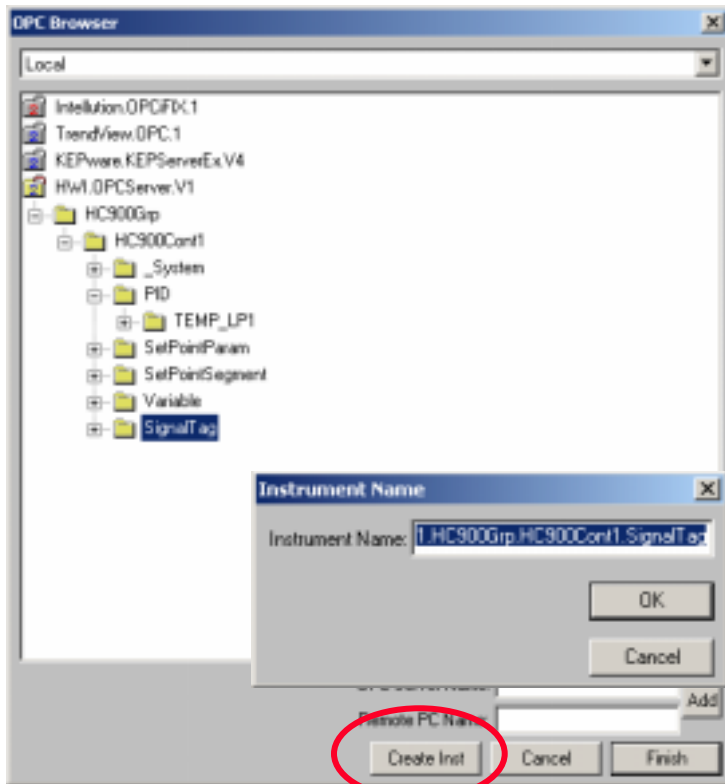 OPC Browser
Local
Intellution.OPCiFIX.1
TrendView.OPC.1
KEPware.KEPServerEx.V4
HWI.OPCServer.V1
HC900Grp
HC900Cont1
_System
PID
TEMP_LP1
SetPointParam
SetPointSegment
Variable
SignalTag
Instrument Name
Instrument Name: 1.HC900Grp.HC900Cont1.SignalTag
OK
Cancel
Add
Remote PC Name:
Create Inst Cancel Finish